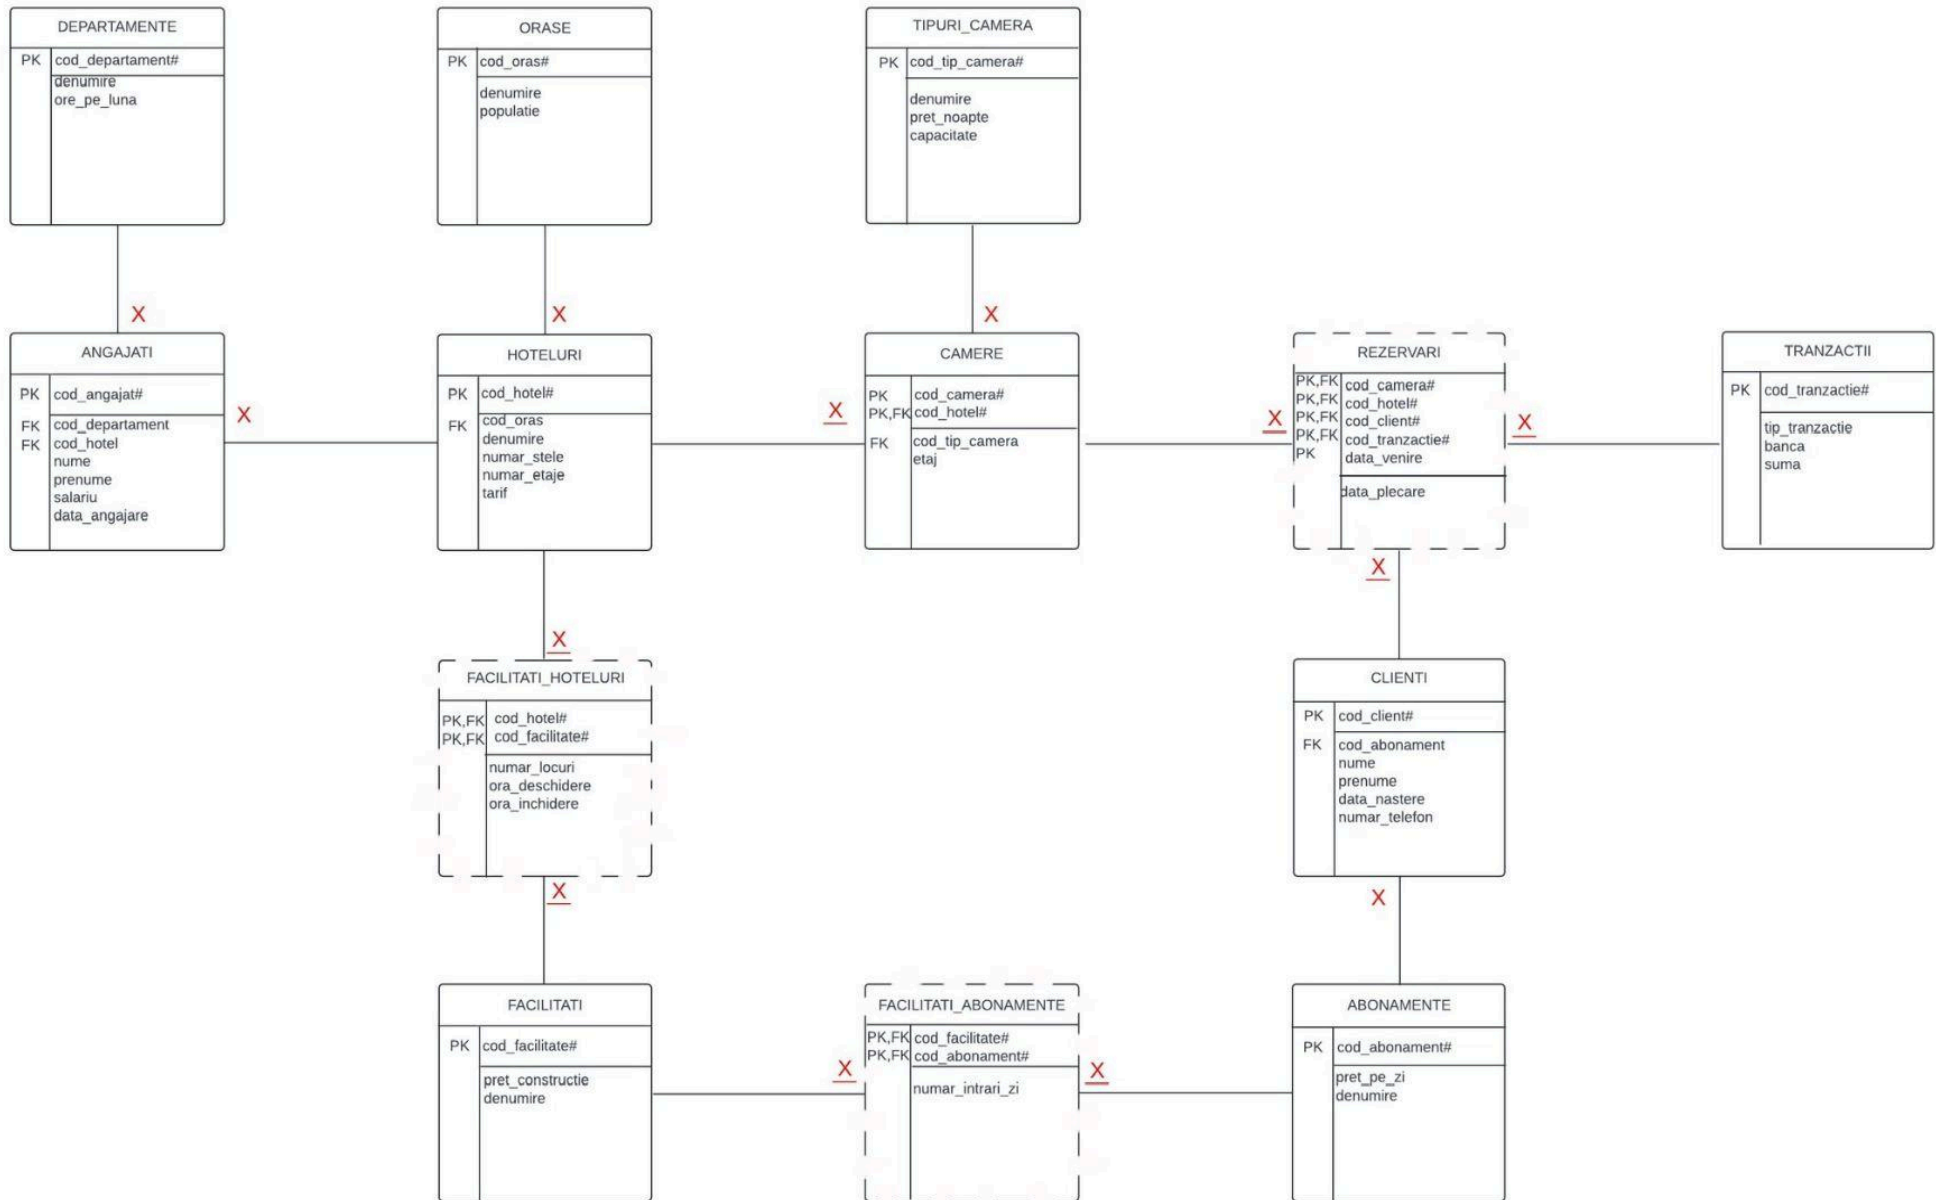 DEPARTAMENTE
PK cod_departament#
denumire
ore_pe_luna
ORASE
PK cod_oras#
denumire
populatie
TIPURI_CAMERA
PK cod_tip_camera#
denumire
pret_noapte
capacitate
X
X
X
ANGAJATI
PK cod_angajat#
FK cod_departament
FK cod_hotel
nume
prenume
salariu
data_angajare
X
HOTELURI
PK cod_hotel#
FK cod_oras
denumire
numar_stele
numar_etaje
tarif
X
CAMERE
PK cod_camera#
PK,FK cod_hotel#
FK cod_tip_camera
etaj
X
REZERVARI
PK,FK cod_camera#
PK,FK cod_hotel#
PK,FK cod_client#
PK,FK cod_tranzactie#
PK data_venire
data_plecare
X
TRANZACTII
PK cod_tranzactie#
tip_tranzactie
banca
suma
X
X
FACILITATI_HOTELURI
PK,FK cod_hotel#
PK,FK cod_facilitate#
numar_locuri
ora_deschidere
ora_inchidere
CLIENTI
PK cod_client#
FK cod_abonament
nume
prenume
data_nastere
numar_telefon
X
X
FACILITATI
PK cod_facilitate#
pret_constructie
denumire
X
FACILITATI_ABONAMENTE
PK,FK cod_facilitate#
PK,FK cod_abonament#
numar_intrari_zi
X
ABONAMENTE
PK cod_abonament#
pret_pe_zi
denumire